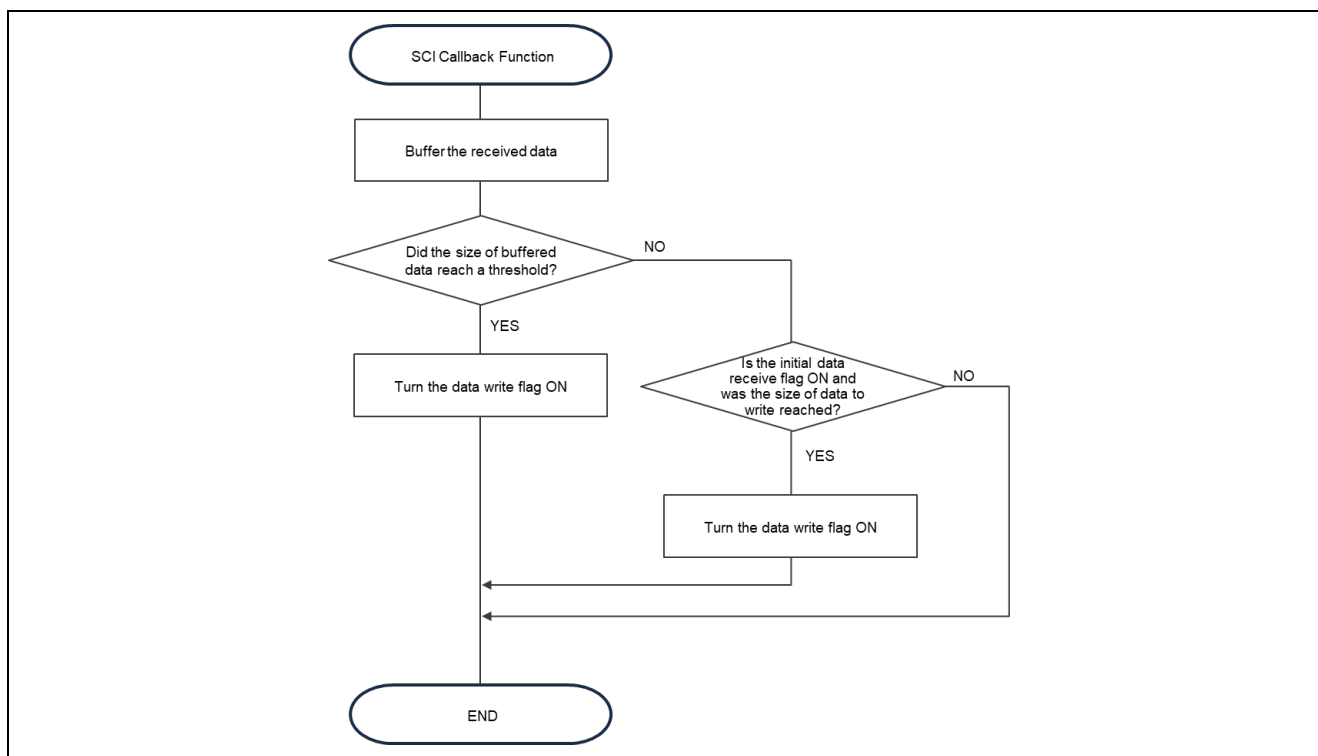 SCI Callback Function
Buffer the received data
Did the size of buffered
data reach a threshold?
NO
YES
Turn the data write flag ON
Is the initial data
receive flag ON and
was the size of data to
write reached?
NO
YES
Turn the data write flag ON
END